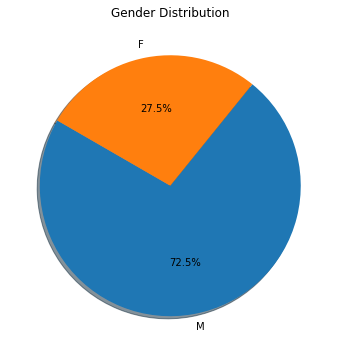 Gender Distribution
F
27.5%
72.5%
M